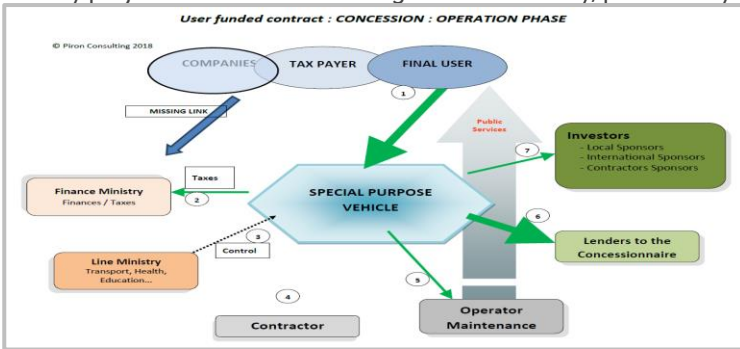 User funded contract : CONCESSION : OPERATION PHASE
© Piron Consulting 2018
COMPANIES
TAX PAYER
FINAL USER
1
MISSING LINK
Public
Services
Investors
- Local Sponsors
- International Sponsors
- Contractors Sponsors
7
Taxes
Finance Ministry
Finances / Taxes
2
SPECIAL PURPOSE
VEHICLE
3
Control
6
Lenders to the
Concessionnaire
Line Ministry
Transport, Health,
Education...
5
4
Operator
Maintenance
Contractor